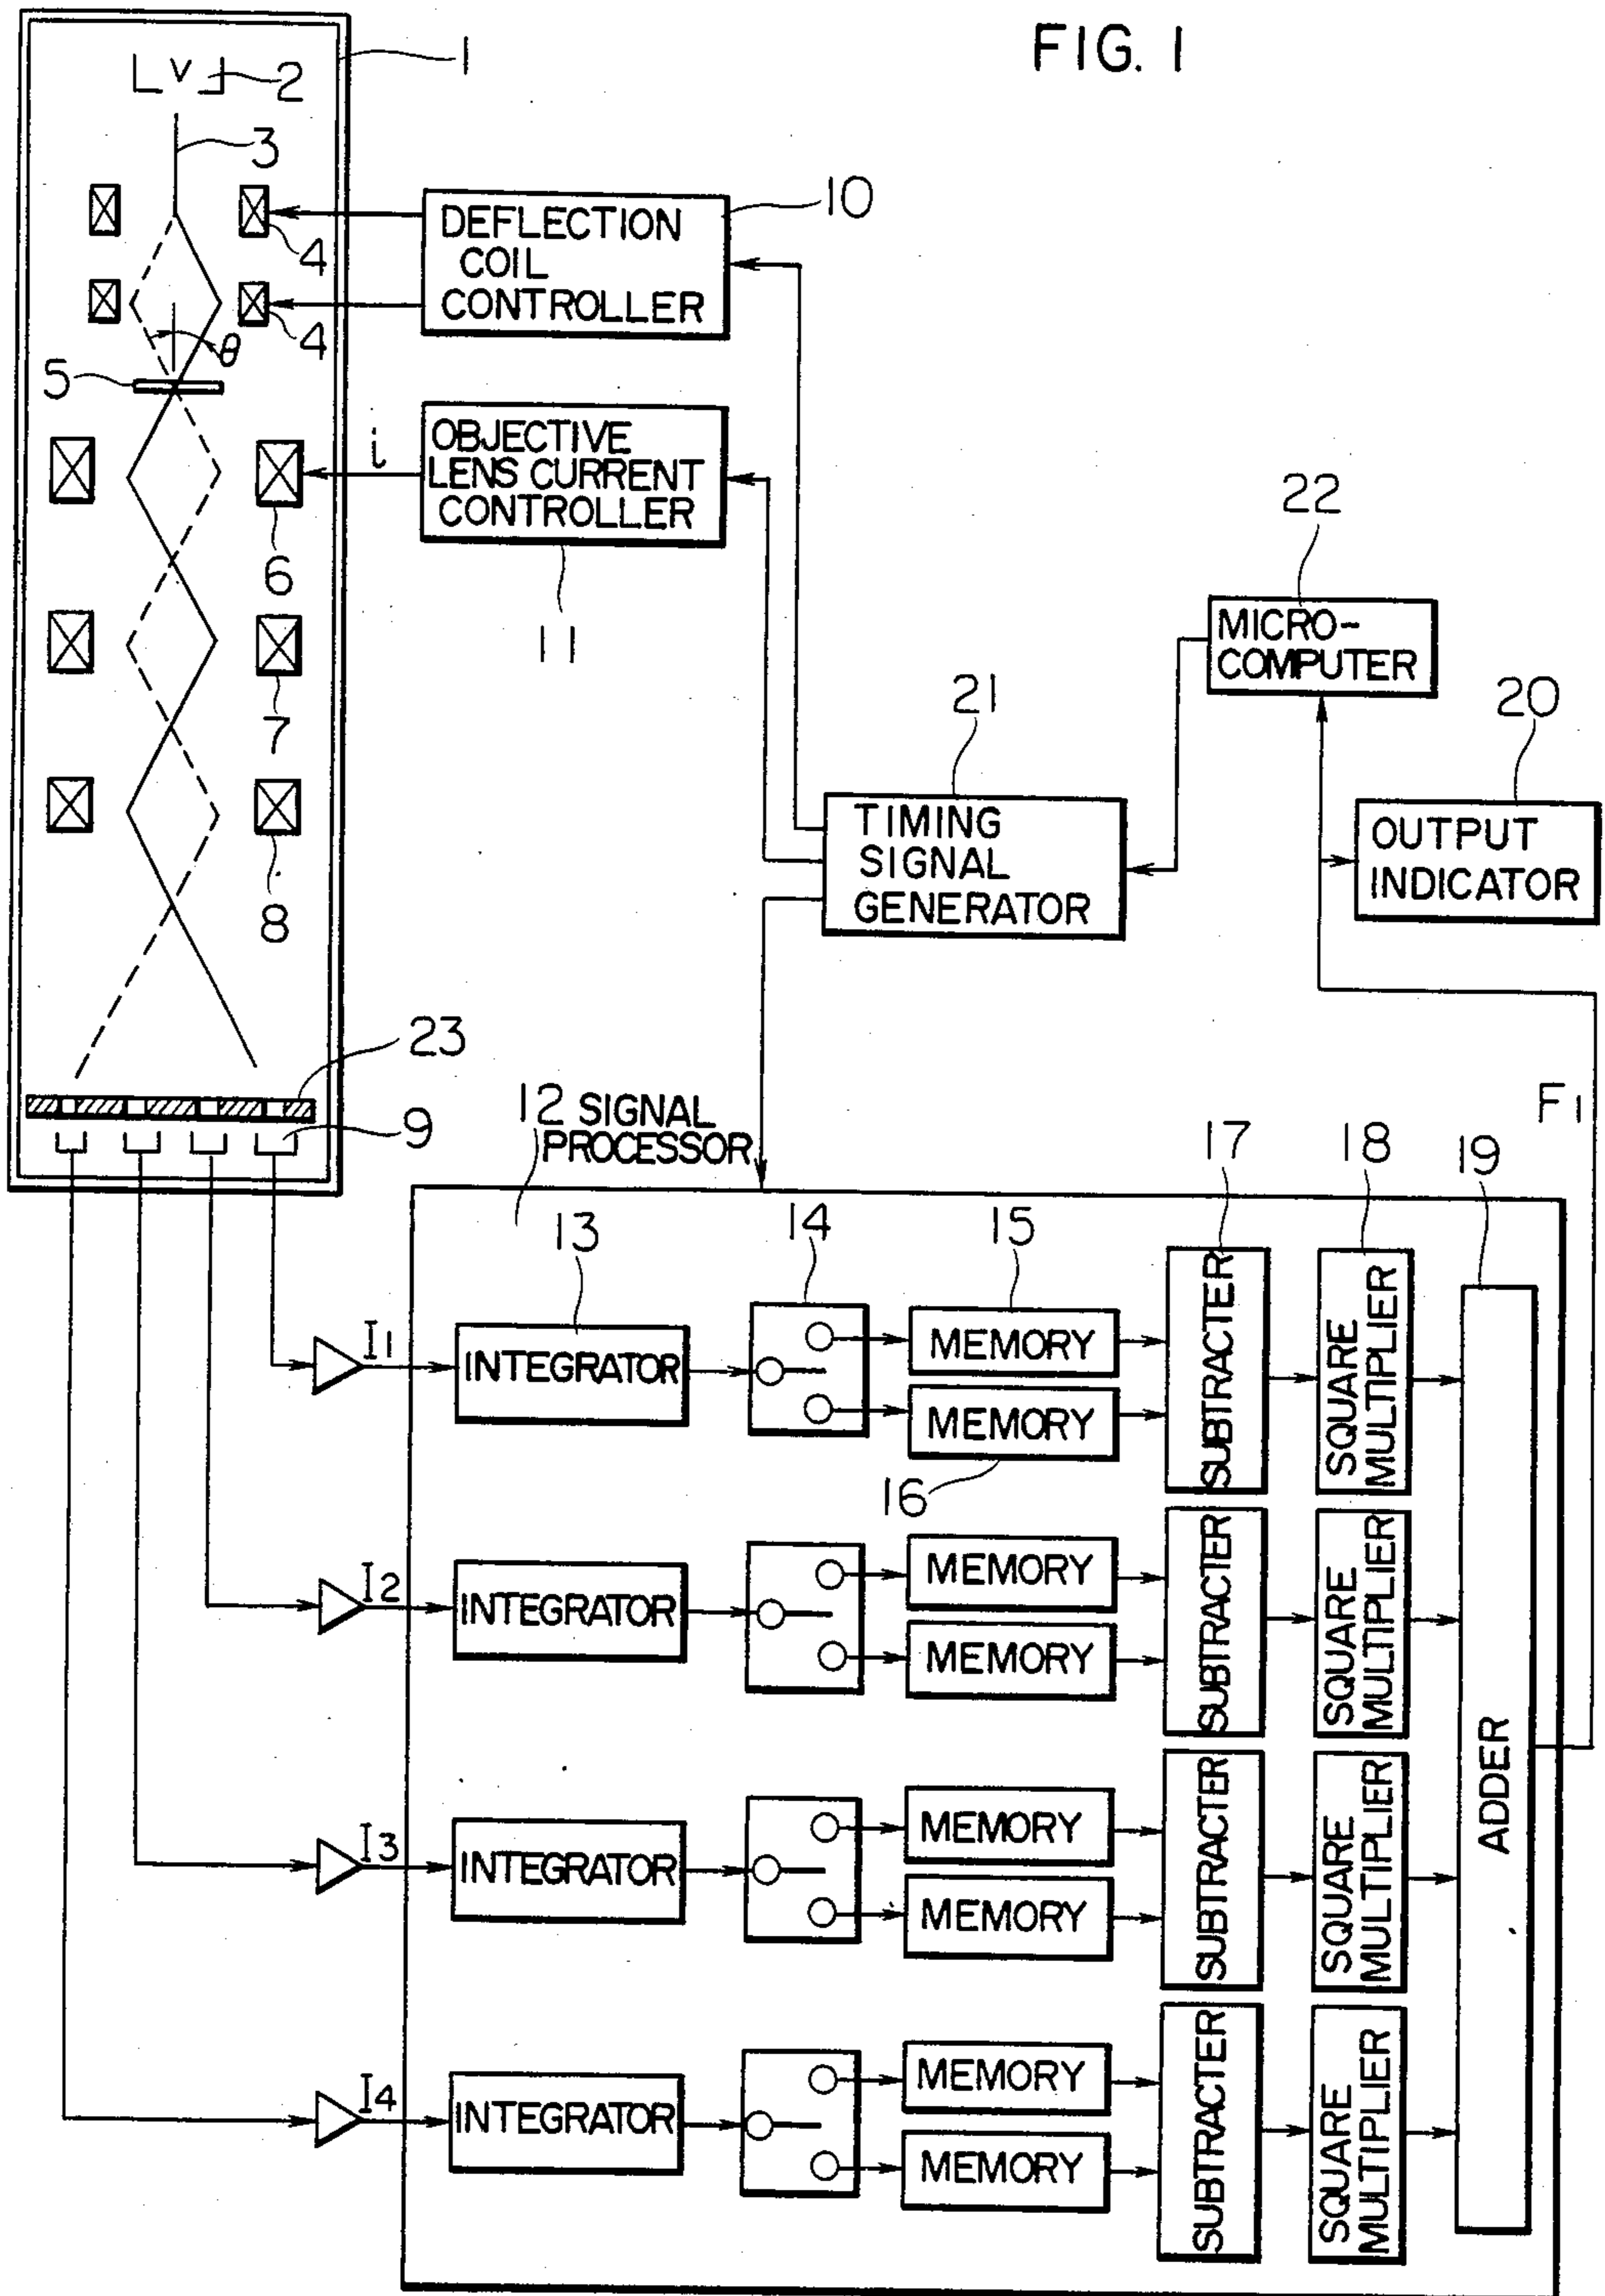 FIG. 1
1
V
2
3
10
DEFLECTION
COIL
CONTROLLER
4
4
θ
5
OBJECTIVE
LENS CURRENT
CONTROLLER
i
6
11
22
MICRO-
COMPUTER
7
21
20
TIMING
SIGNAL
GENERATOR
OUTPUT
INDICATOR
8
23
9
12 SIGNAL
PROCESSOR
F1
13
14
15
17
18
19
I1
INTEGRATOR
MEMORY
MEMORY
16
SUBTRACTER
SQUARE
MULTIPLIER
I2
INTEGRATOR
MEMORY
MEMORY
SUBTRACTER
SQUARE
MULTIPLIER
ADDER
I3
INTEGRATOR
MEMORY
MEMORY
SUBTRACTER
SQUARE
MULTIPLIER
I4
INTEGRATOR
MEMORY
MEMORY
SUBTRACTER
SQUARE
MULTIPLIER